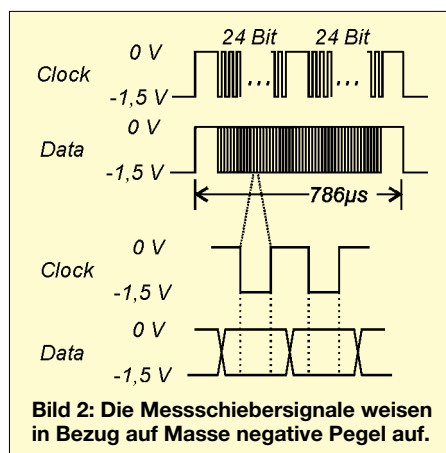 24 Bit 24 Bit
0 V
Clock
... ...
-1,5 V
0 V
Data
-1,5 V
786µs
0 V
Clock
-1,5 V
0 V
Data
-1,5 V
Bild 2: Die Messschiebersignale weisen
in Bezug auf Masse negative Pegel auf.